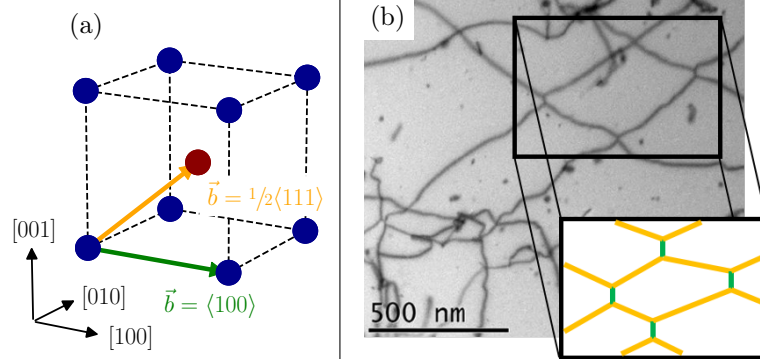 (a)
b⃗ = 1/2⟨111⟩
[001]
[010]
b⃗ = ⟨100⟩
[100]
(b)
500 nm